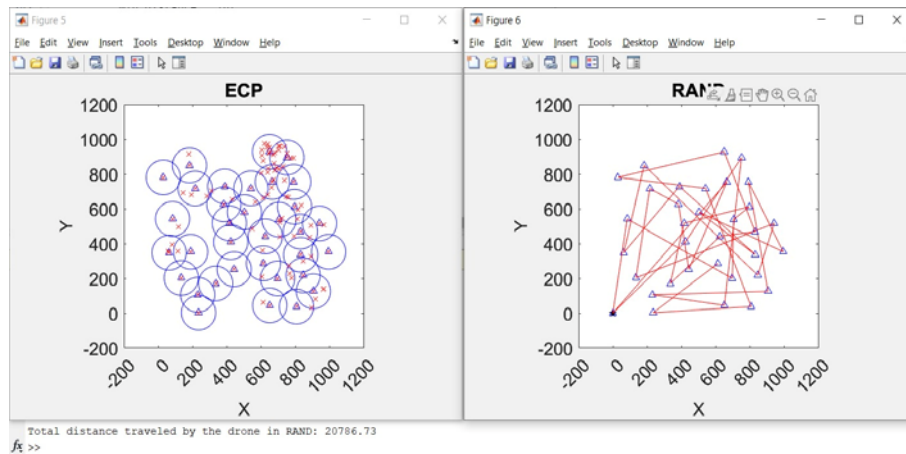 Figure 5
File Edit View Insert Tools Desktop Window Help
ECP
1200
1000
800
600
400
200
0
-200
Y
-200 0 200 400 600 800 1000 1200
X
Figure 6
File Edit View Insert Tools Desktop Window Help
RAND
1200
1000
800
600
400
200
0
-200
Y
-200 0 200 400 600 800 1000 1200
X
Total distance traveled by the drone in RAND: 20786.73
fx >>